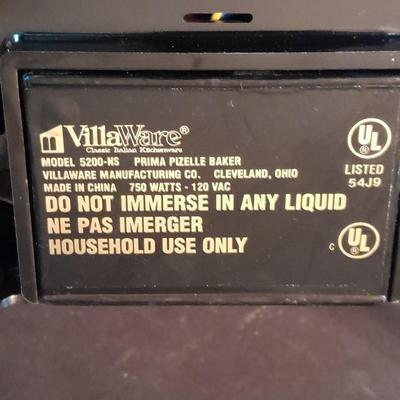 VillaWare®
Classic Italian Kitchenware
MODEL 5200-NS PRIMA PIZELLE BAKER
VILLAWARE MANUFACTURING CO. CLEVELAND, OHIO
MADE IN CHINA 750 WATTS - 120 VAC
DO NOT IMMERSE IN ANY LIQUID
NE PAS IMERGER
HOUSEHOLD USE ONLY
UL
LISTED
54J9
C UL